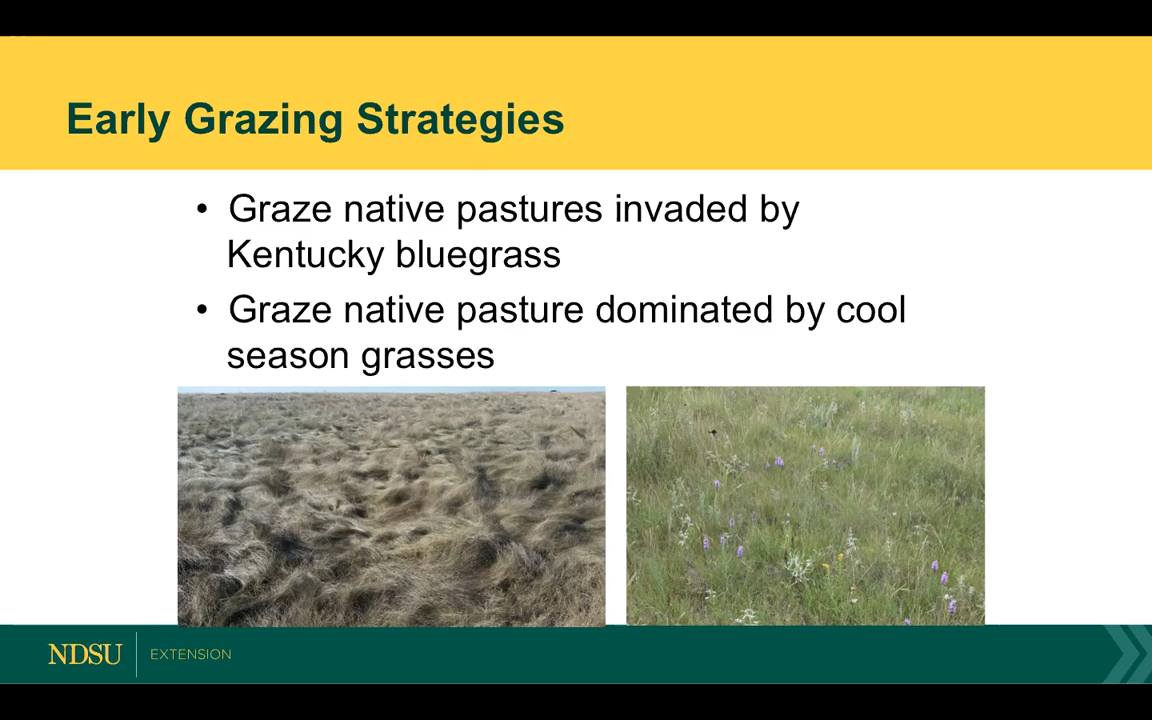 Early Grazing Strategies
• Graze native pastures invaded by
Kentucky bluegrass
• Graze native pasture dominated by cool
season grasses
NDSU EXTENSION